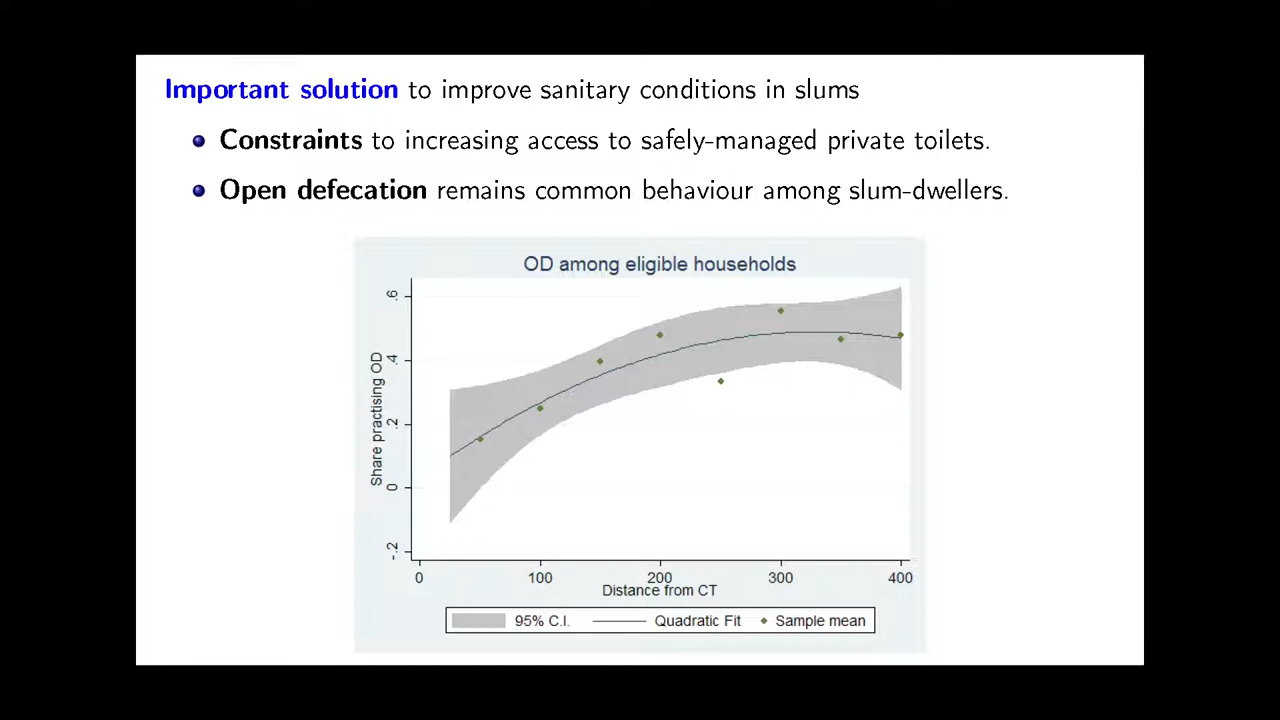 Important solution to improve sanitary conditions in slums
Constraints to increasing access to safely-managed private toilets.
Open defecation remains common behaviour among slum-dwellers.
OD among eligible households
Share practising OD
.6
.4
.2
0
-.2
0 100 200 300 400
Distance from CT
95% C.I. Quadratic Fit Sample mean